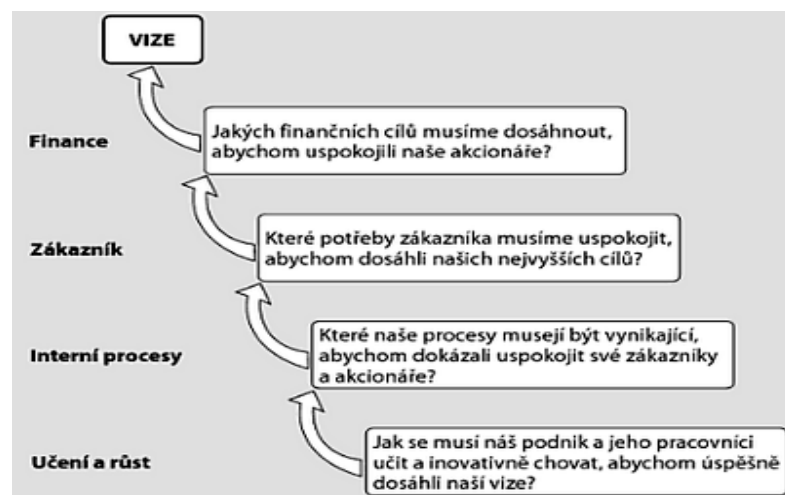 VIZE
Finance
Jakých finančních cílů musíme dosáhnout,
abychom uspokojili naše akcionáře?
Zákazník
Které potřeby zákazníka musíme uspokojit,
abychom dosáhli našich nejvyšších cílů?
Interní procesy
Které naše procesy musejí být vynikající,
abychom dokázali uspokojit své zákazníky
a akcionáře?
Učení a růst
Jak se musí náš podnik a jeho pracovníci
učit a inovativně chovat, abychom úspěšně
dosáhli naší vize?